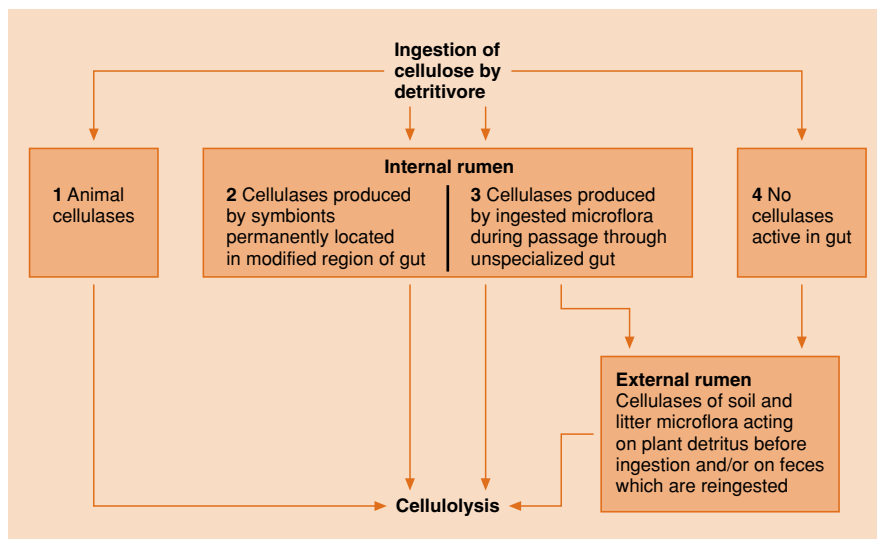 Ingestion of
cellulose by
detritivore
1 Animal
cellulases
Internal rumen
2 Cellulases produced
by symbionts
permanently located
in modified region of gut
3 Cellulases produced
by ingested microflora
during passage through
unspecialized gut
4 No
cellulases
active in gut
External rumen
Cellulases of soil and
litter microflora acting
on plant detritus before
ingestion and/or on feces
which are reingested
Cellulolysis